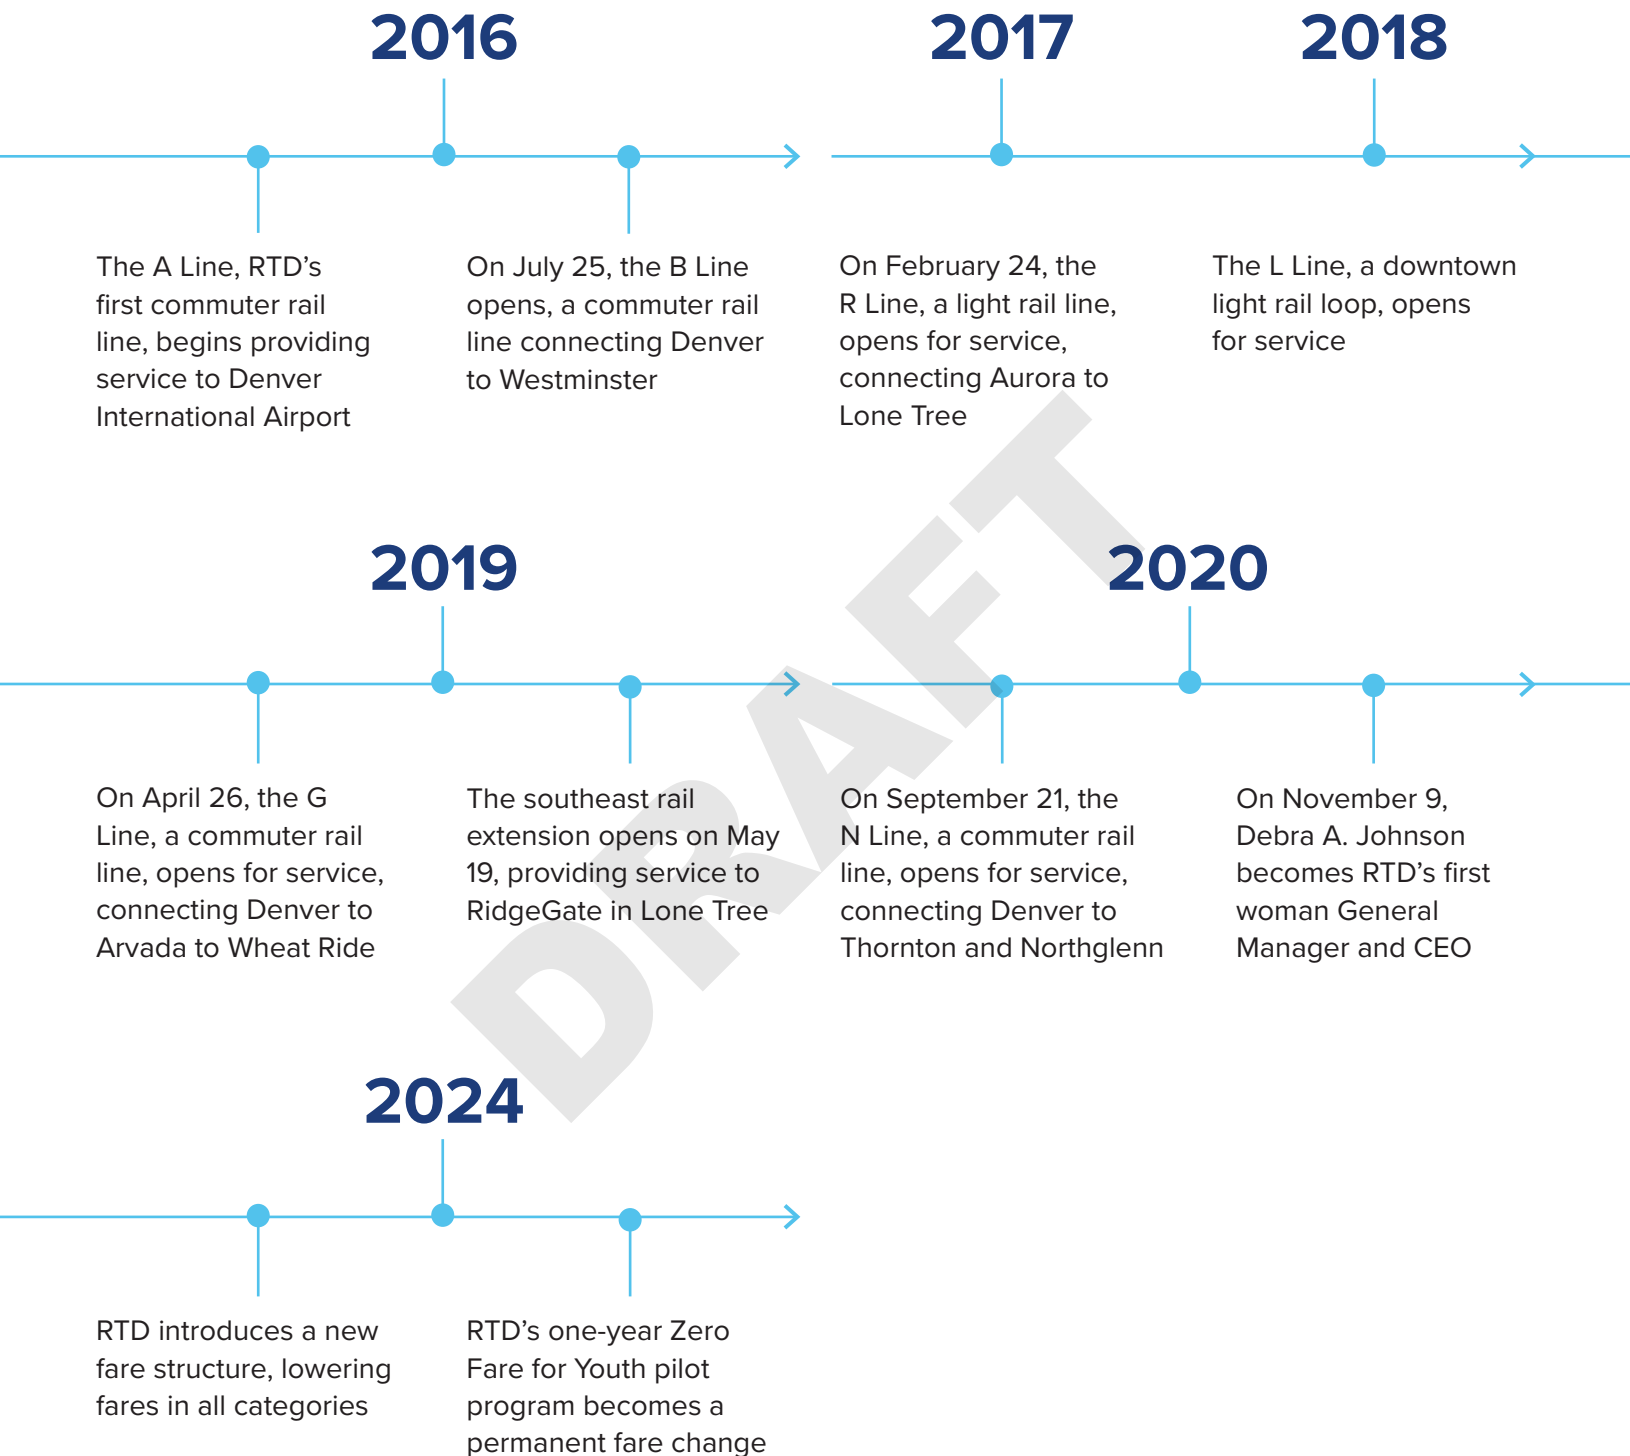 2016
The A Line, RTD’s
first commuter rail
line, begins providing
service to Denver
International Airport
On July 25, the B Line
opens, a commuter rail
line connecting Denver
to Westminster
2017
On February 24, the
R Line, a light rail line,
opens for service,
connecting Aurora to
Lone Tree
2018
The L Line, a downtown
light rail loop, opens
for service
2019
On April 26, the G
Line, a commuter rail
line, opens for service,
connecting Denver to
Arvada to Wheat Ride
The southeast rail
extension opens on May
19, providing service to
RidgeGate in Lone Tree
2020
On September 21, the
N Line, a commuter rail
line, opens for service,
connecting Denver to
Thornton and Northglenn
On November 9,
Debra A. Johnson
becomes RTD’s first
woman General
Manager and CEO
2024
RTD introduces a new
fare structure, lowering
fares in all categories
RTD’s one-year Zero
Fare for Youth pilot
program becomes a
permanent fare change
DRAFT